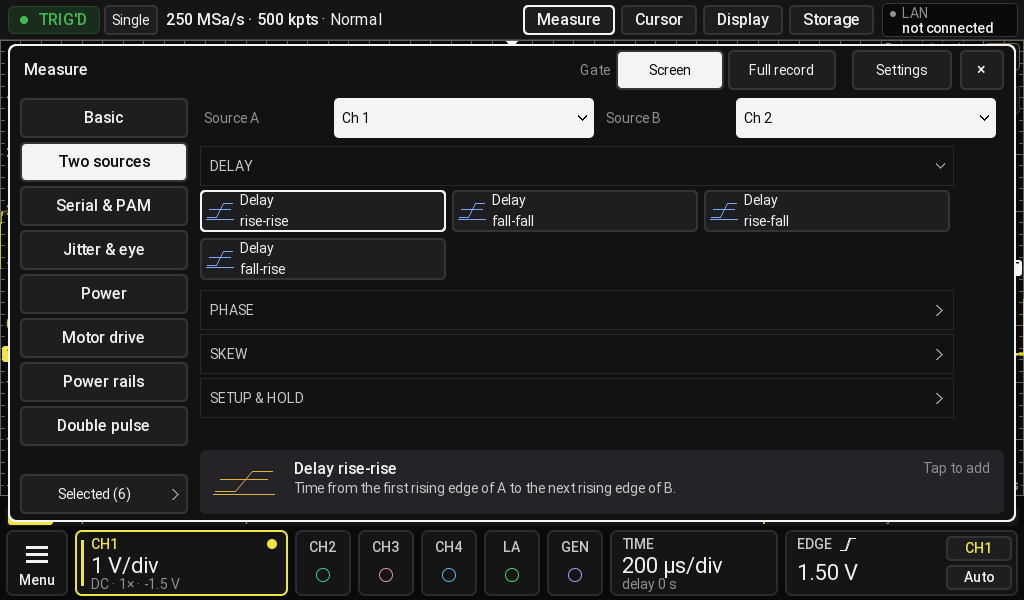 TRIG'D
Single
250 MSa/s · 500 kpts · Normal
Measure
Cursor
Display
Storage
LAN
not connected
Measure
Gate
Screen
Full record
Settings
×
Basic
Two sources
Serial & PAM
Jitter & eye
Power
Motor drive
Power rails
Double pulse
Selected (6)
Source A
Ch 1
Source B
Ch 2
DELAY
Delay
rise-rise
Delay
fall-fall
Delay
rise-fall
Delay
fall-rise
PHASE
SKEW
SETUP & HOLD
Delay rise-rise
Tap to add
Time from the first rising edge of A to the next rising edge of B.
Menu
CH1
1 V/div
DC · 1× · -1.5 V
CH2
CH3
CH4
LA
GEN
TIME
200 µs/div
delay 0 s
EDGE
1.50 V
CH1
Auto